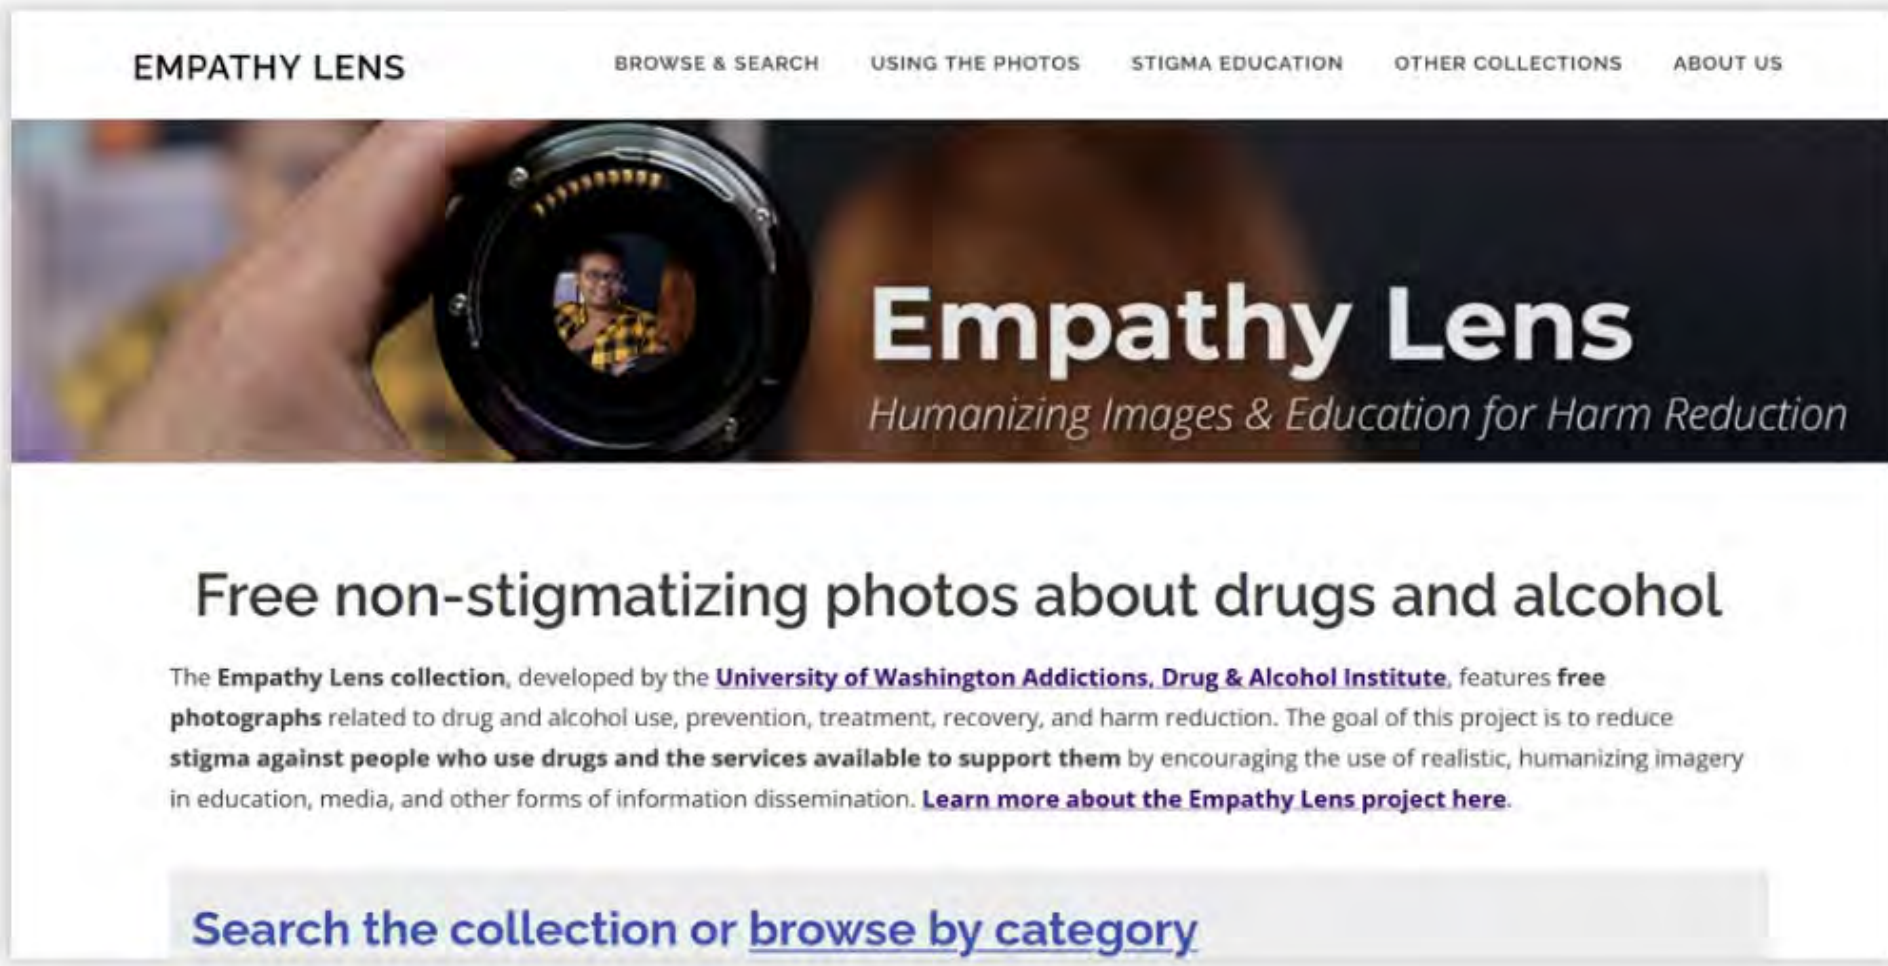 EMPATHY LENS
BROWSE & SEARCH USING THE PHOTOS STIGMA EDUCATION OTHER COLLECTIONS ABOUT US
Empathy Lens
Humanizing Images & Education for Harm Reduction
Free non-stigmatizing photos about drugs and alcohol
The Empathy Lens collection, developed by the University of Washington Addictions, Drug & Alcohol Institute, features free
photographs related to drug and alcohol use, prevention, treatment, recovery, and harm reduction. The goal of this project is to reduce
stigma against people who use drugs and the services available to support them by encouraging the use of realistic, humanizing imagery
in education, media, and other forms of information dissemination. Learn more about the Empathy Lens project here.
Search the collection or browse by category